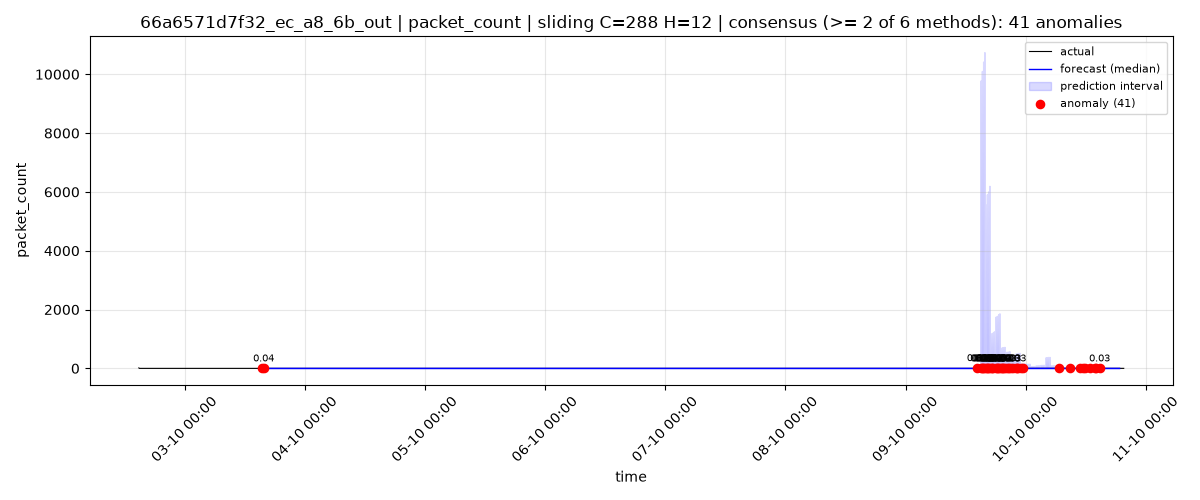 66a6571d7f32_ec_a8_6b_out | packet_count | sliding C=288 H=12 | consensus (>= 2 of 6 methods): 41 anomalies
actual
forecast (median)
prediction interval
anomaly (41)
packet_count
10000
8000
6000
4000
2000
0
0.04
0.03
03-10 00:00
04-10 00:00
05-10 00:00
06-10 00:00
07-10 00:00
08-10 00:00
09-10 00:00
10-10 00:00
11-10 00:00
time